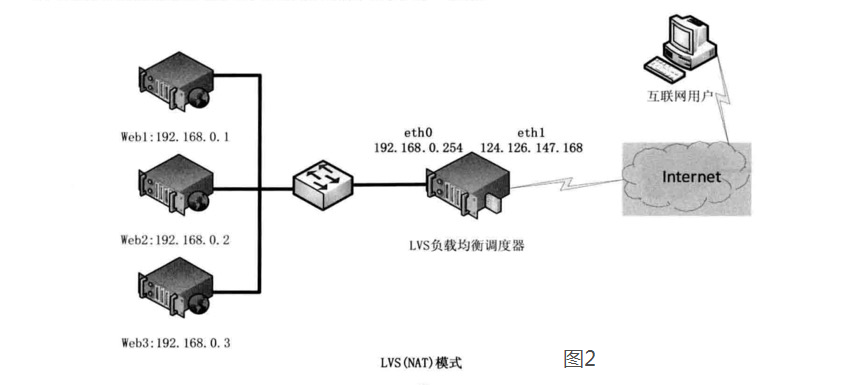 互联网用户
eth0 eth1
Web1:192.168.0.1
192.168.0.254 124.126.147.168
Internet
Web2:192.168.0.2
LVS负载均衡调度器
Web3:192.168.0.3
LVS(NAT)模式
图2